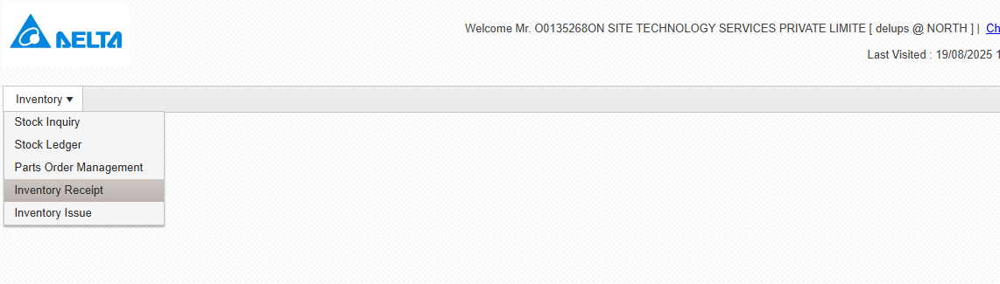 DELTA
Welcome Mr. O0135268ON SITE TECHNOLOGY SERVICES PRIVATE LIMITE [ delups @ NORTH ] | Ch
Last Visited : 19/08/2025 1
Inventory
Stock Inquiry
Stock Ledger
Parts Order Management
Inventory Receipt
Inventory Issue